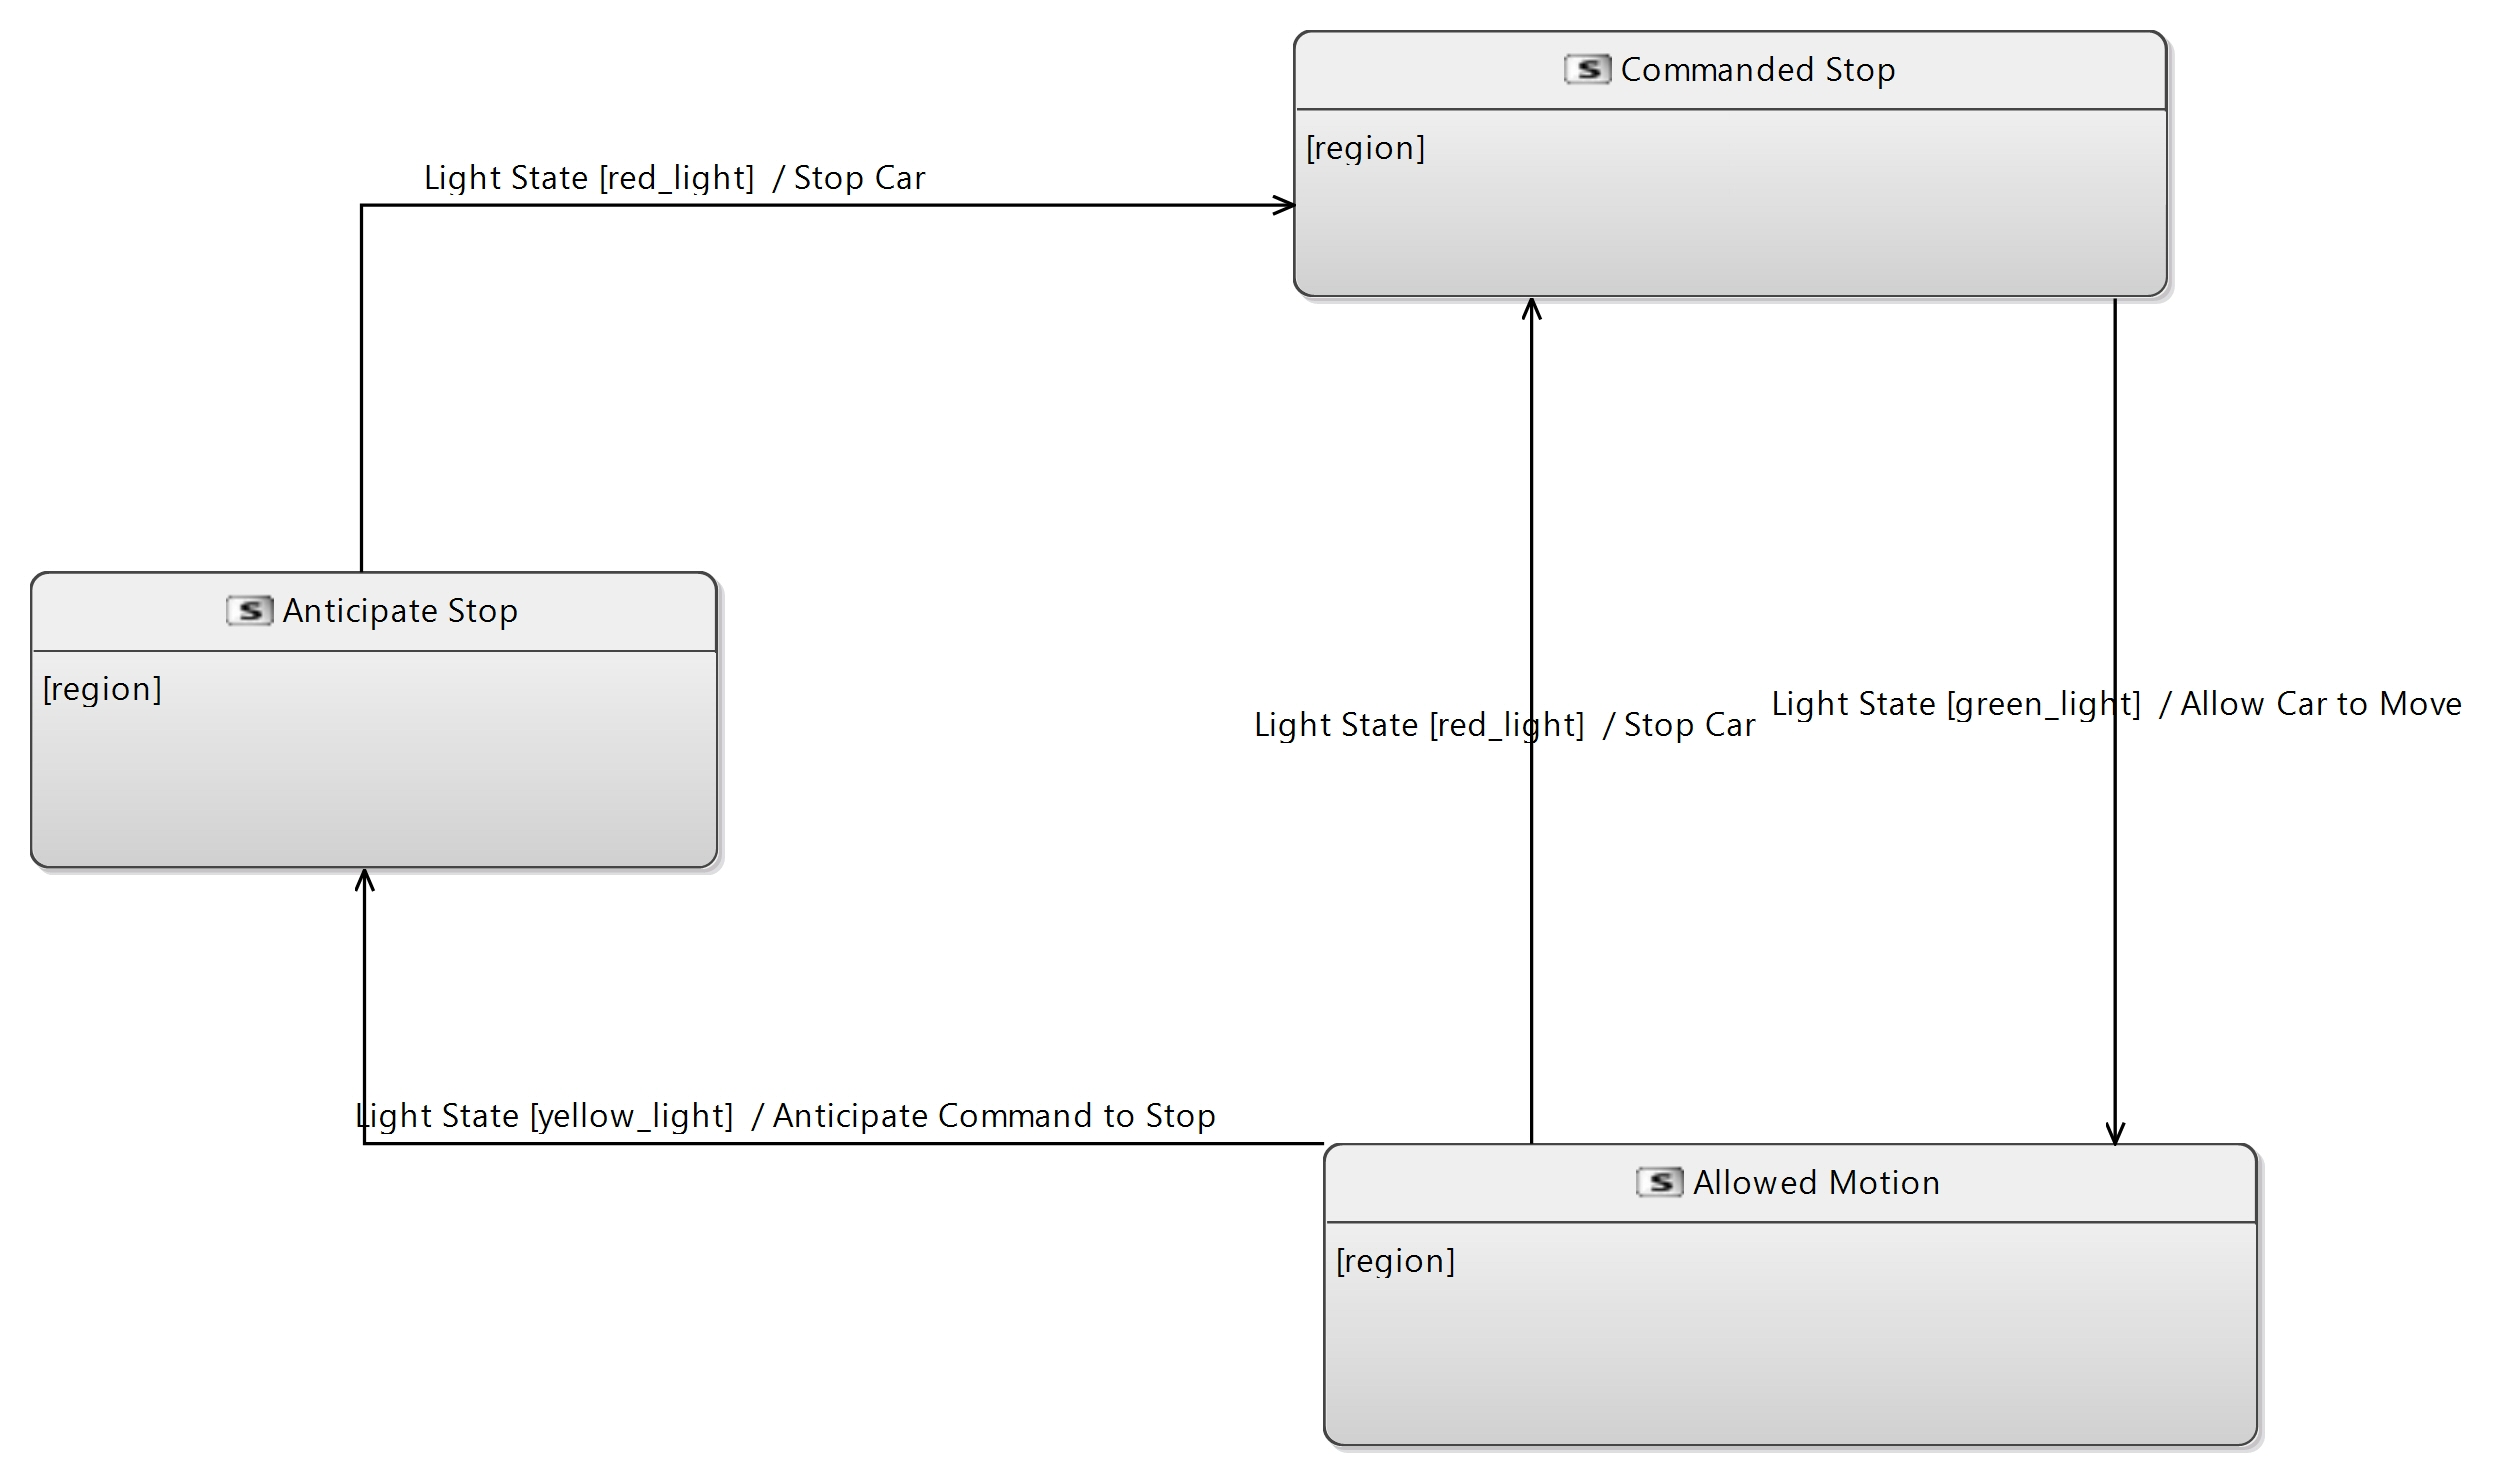 S Commanded Stop
[region]
Light State [red_light] / Stop Car
S Anticipate Stop
[region]
Light State [red_light] / Stop Car
Light State [green_light] / Allow Car to Move
Light State [yellow_light] / Anticipate Command to Stop
S Allowed Motion
[region]